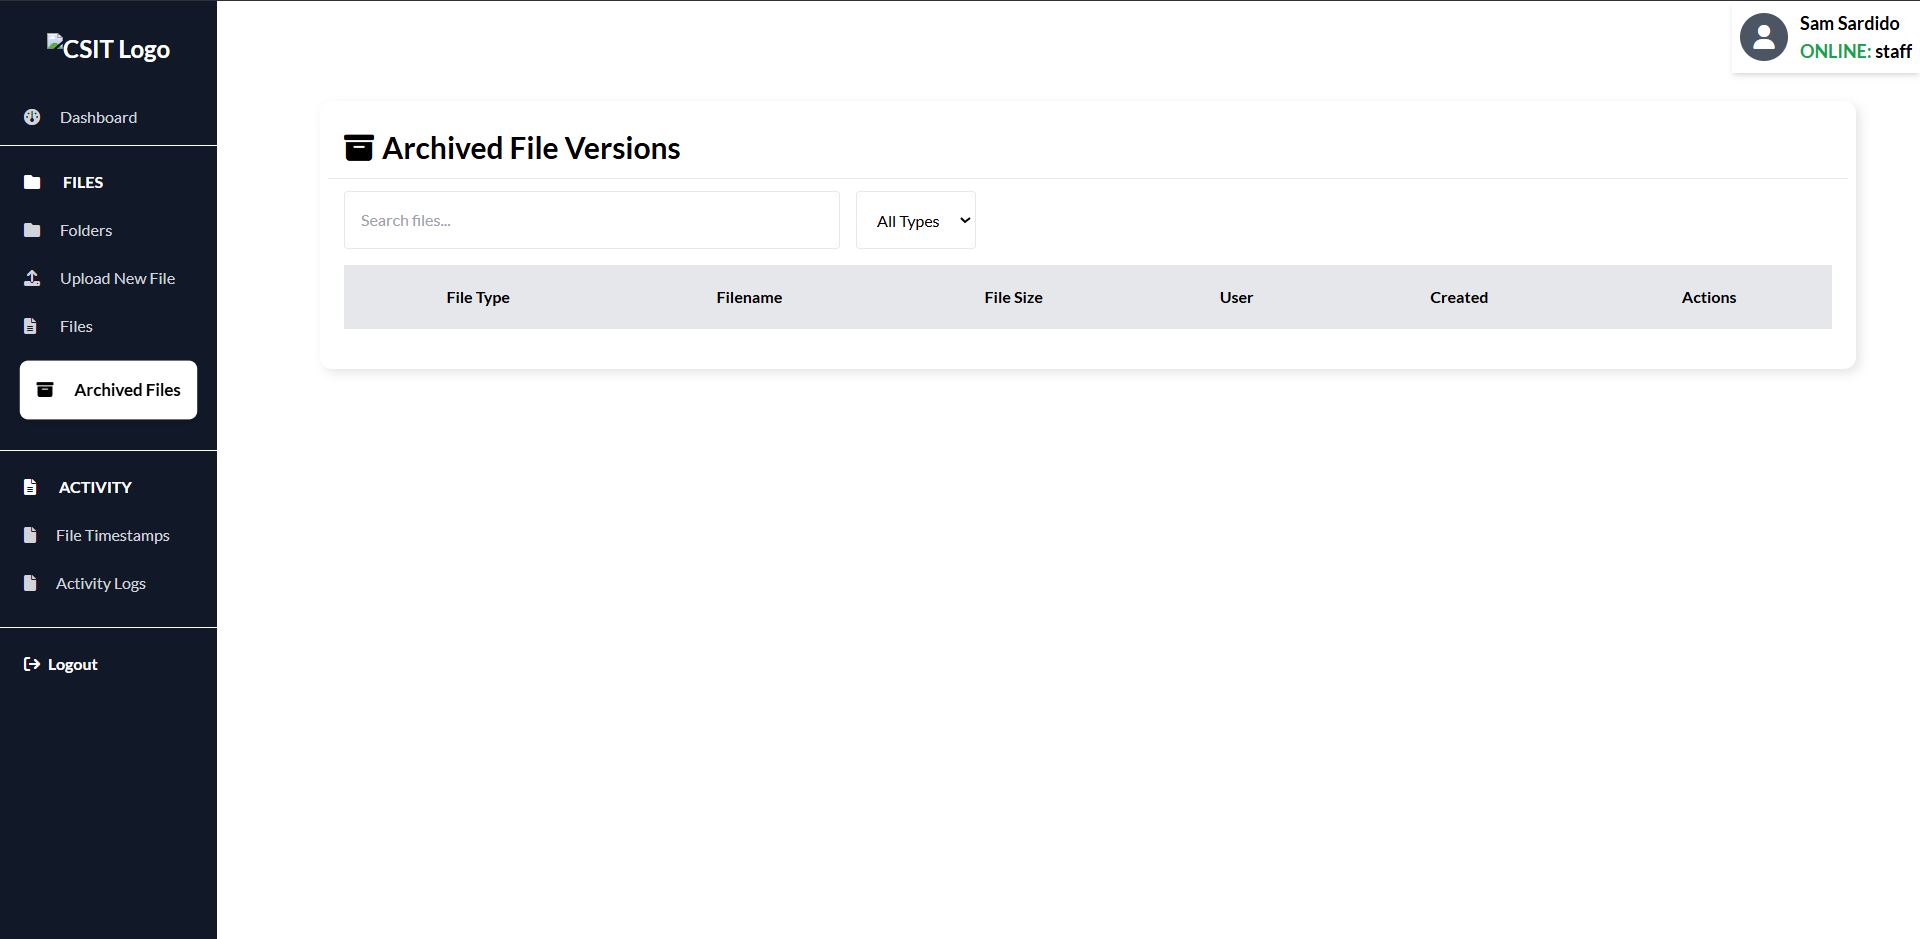 CSIT Logo
Dashboard
FILES
Folders
Upload New File
Files
Archived Files
ACTIVITY
File Timestamps
Activity Logs
Logout
Sam Sardido
ONLINE: staff
Archived File Versions
Search files...
All Types
File Type Filename File Size User Created Actions